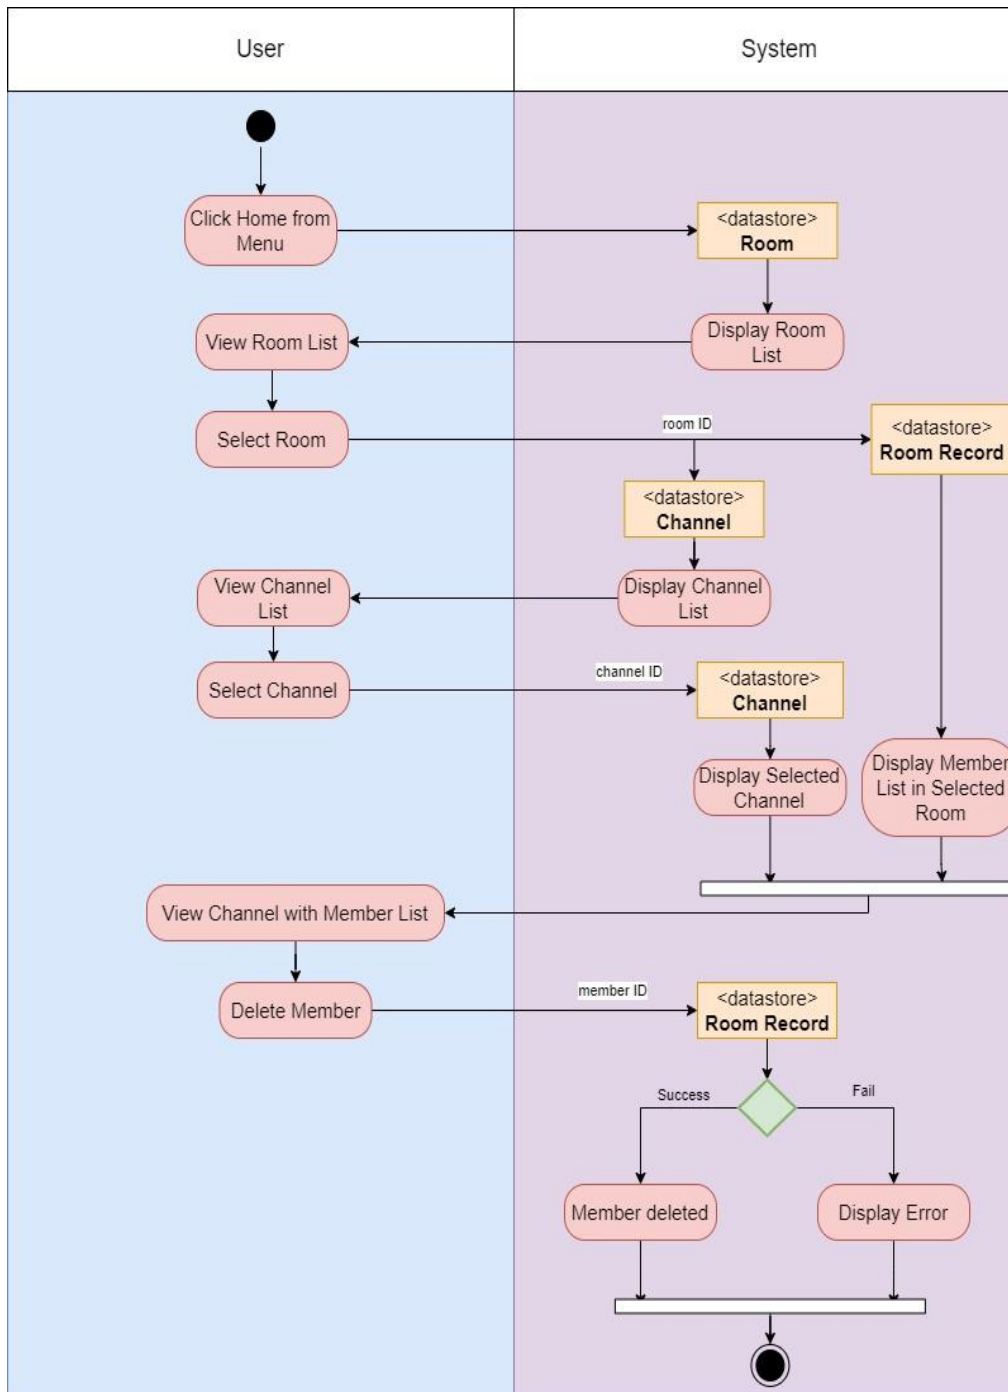 User
System
Click Home from
Menu
<datastore>
Room
View Room List
Display Room
List
Select Room
room ID
<datastore>
Room Record
<datastore>
Channel
View Channel
List
Display Channel
List
Select Channel
channel ID
<datastore>
Channel
Display Selected
Channel
Display Member
List in Selected
Room
View Channel with Member List
Delete Member
member ID
<datastore>
Room Record
Success
Fail
Member deleted
Display Error